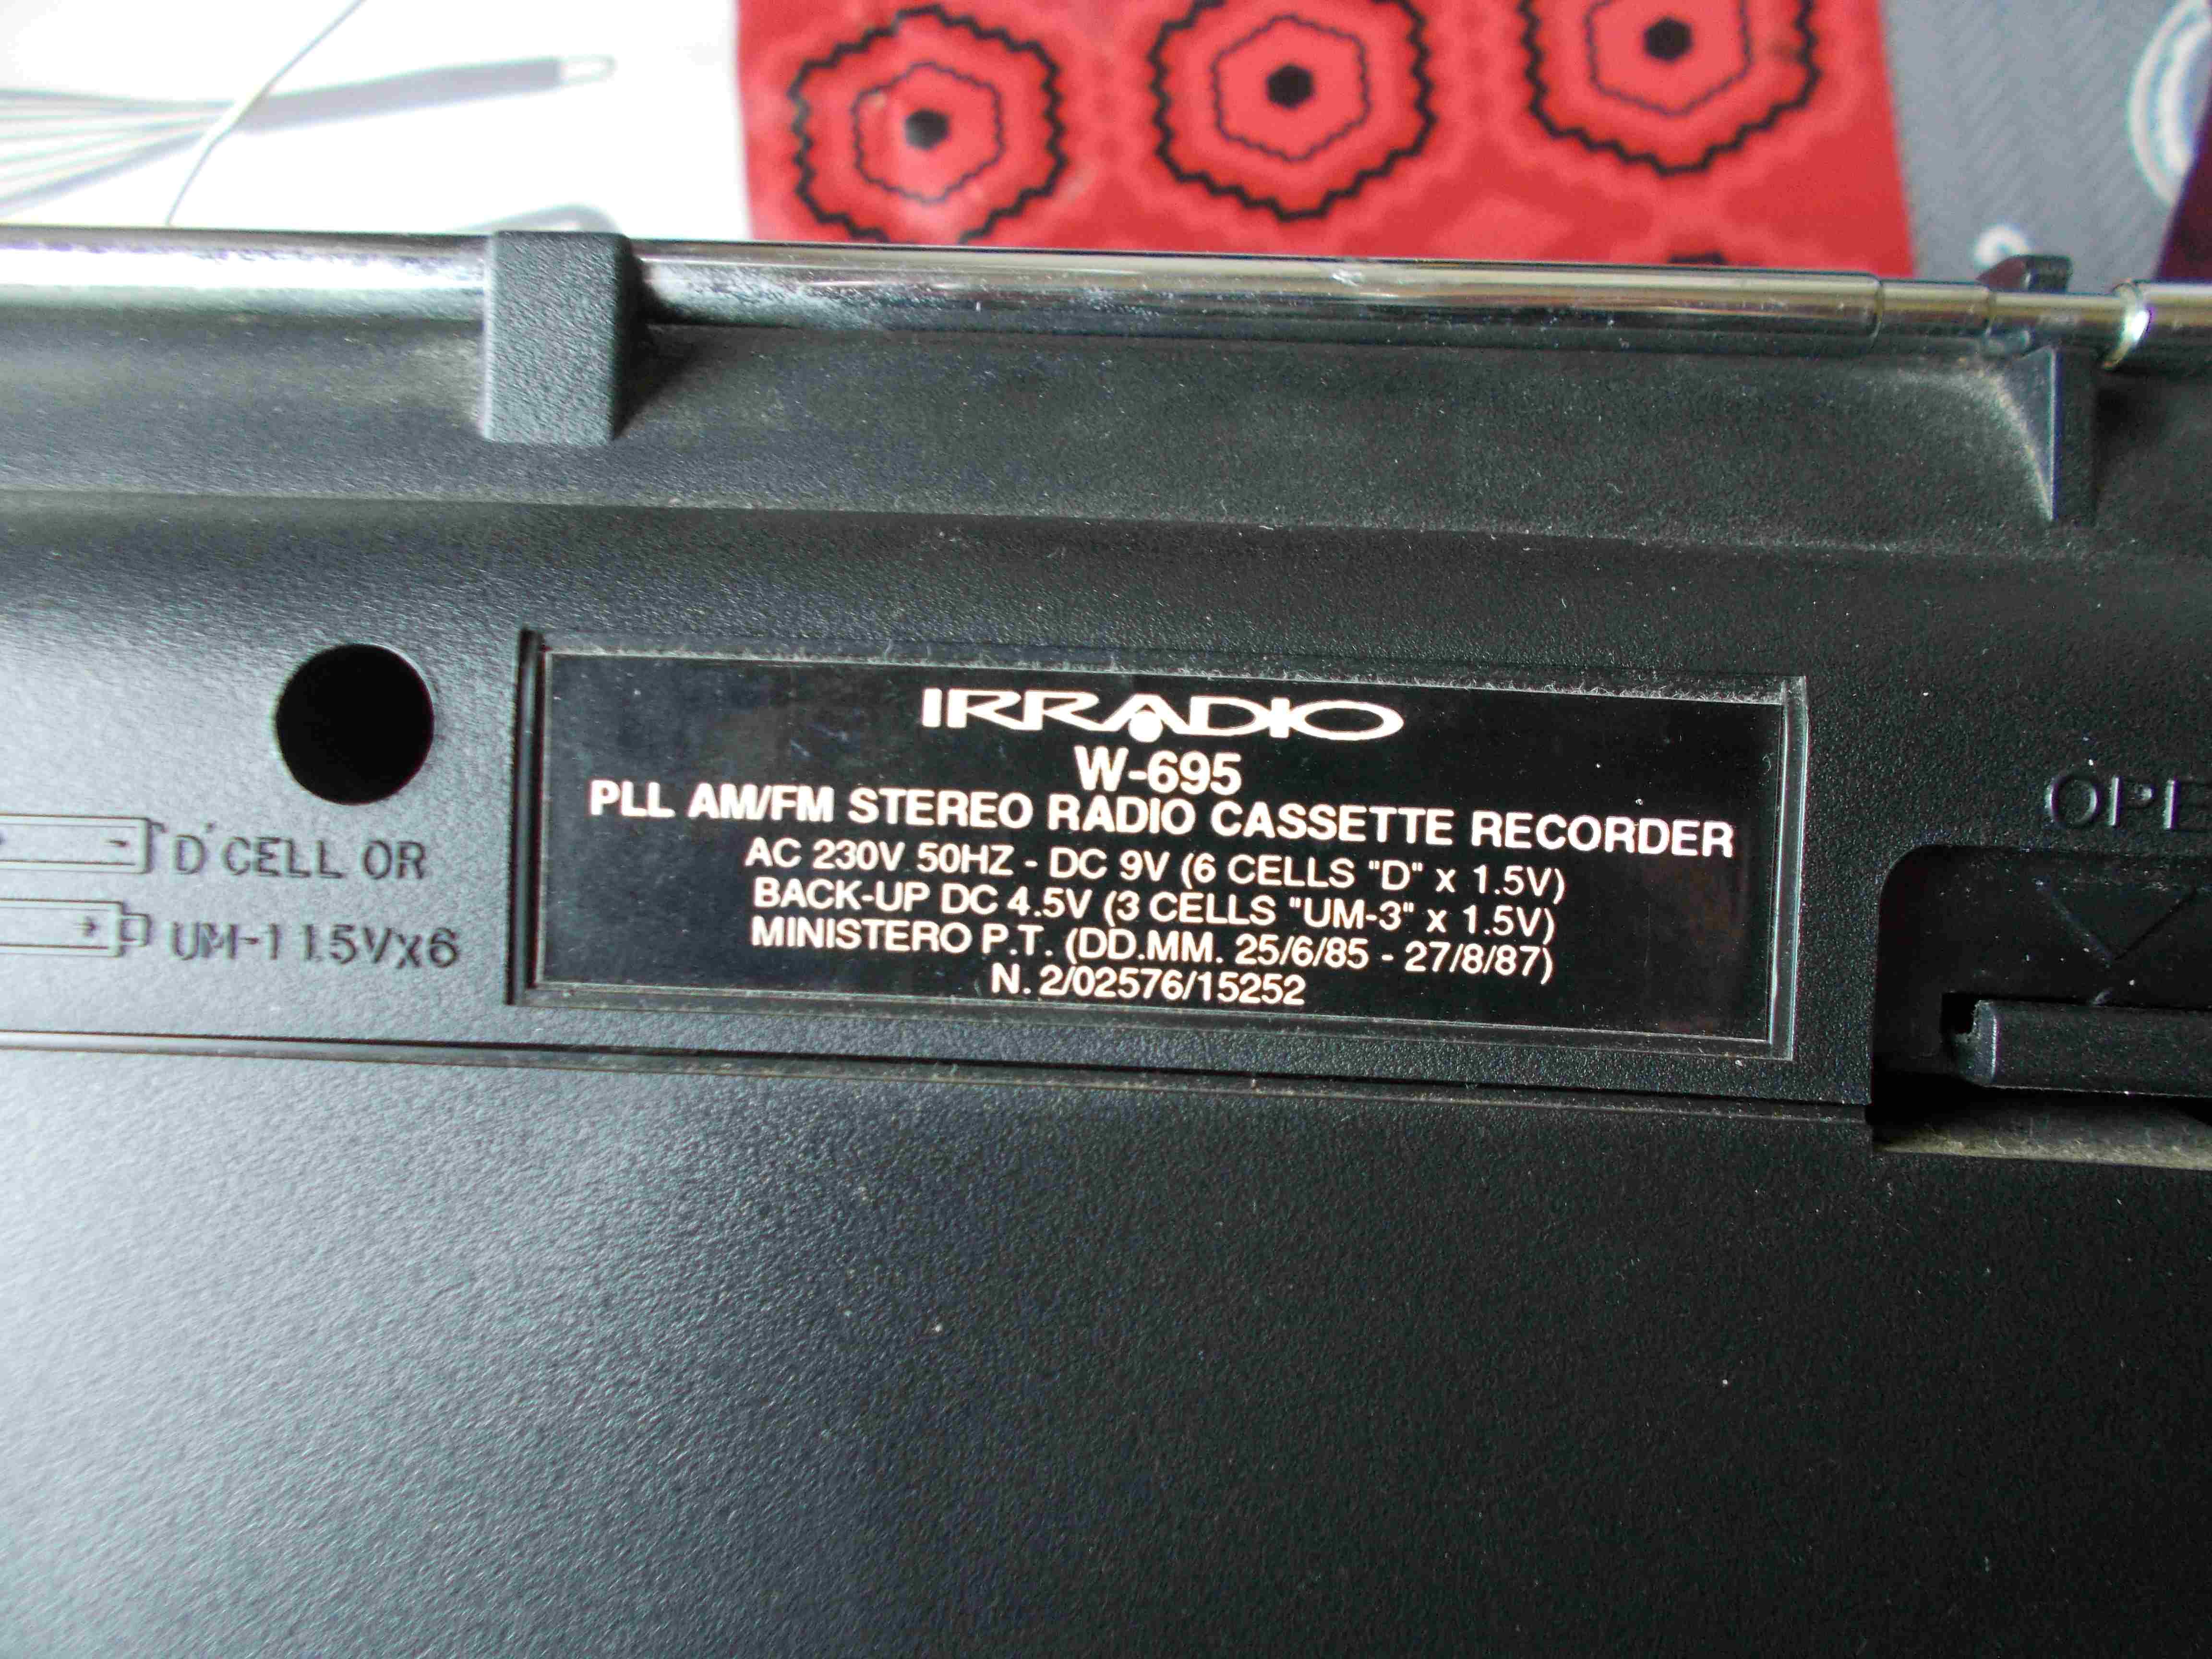 IRRADIO
W-695
PLL AM/FM STEREO RADIO CASSETTE RECORDER
AC 230V 50HZ - DC 9V (6 CELLS "D" x 1.5V)
BACK-UP DC 4.5V (3 CELLS "UM-3" x 1.5V)
MINISTERO P.T. (DD.MM. 25/6/85 - 27/8/87)
N. 2/02576/15252
'D' CELL OR
UM-1 1.5VX6
OPE